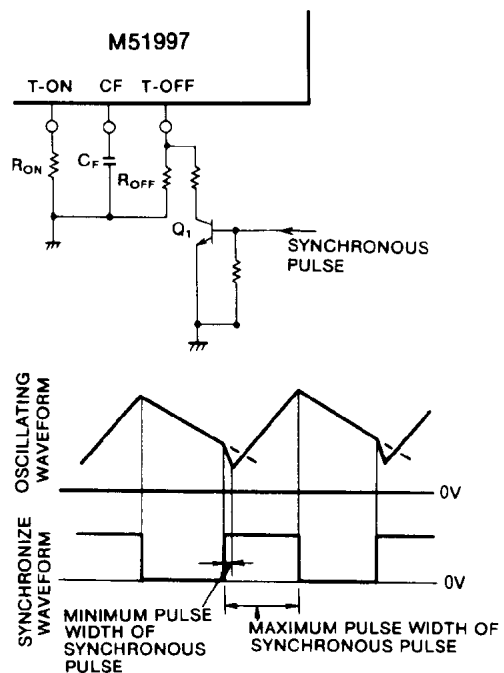 M51997
T-ON CF T-OFF
RON
CF
ROFF
Q1
SYNCHRONOUS
PULSE
OSCILLATING
WAVEFORM
0V
SYNCHRONIZE
WAVEFORM
0V
MINIMUM PULSE
WIDTH OF
SYNCHRONOUS
PULSE
MAXIMUM PULSE WIDTH OF
SYNCHRONOUS PULSE